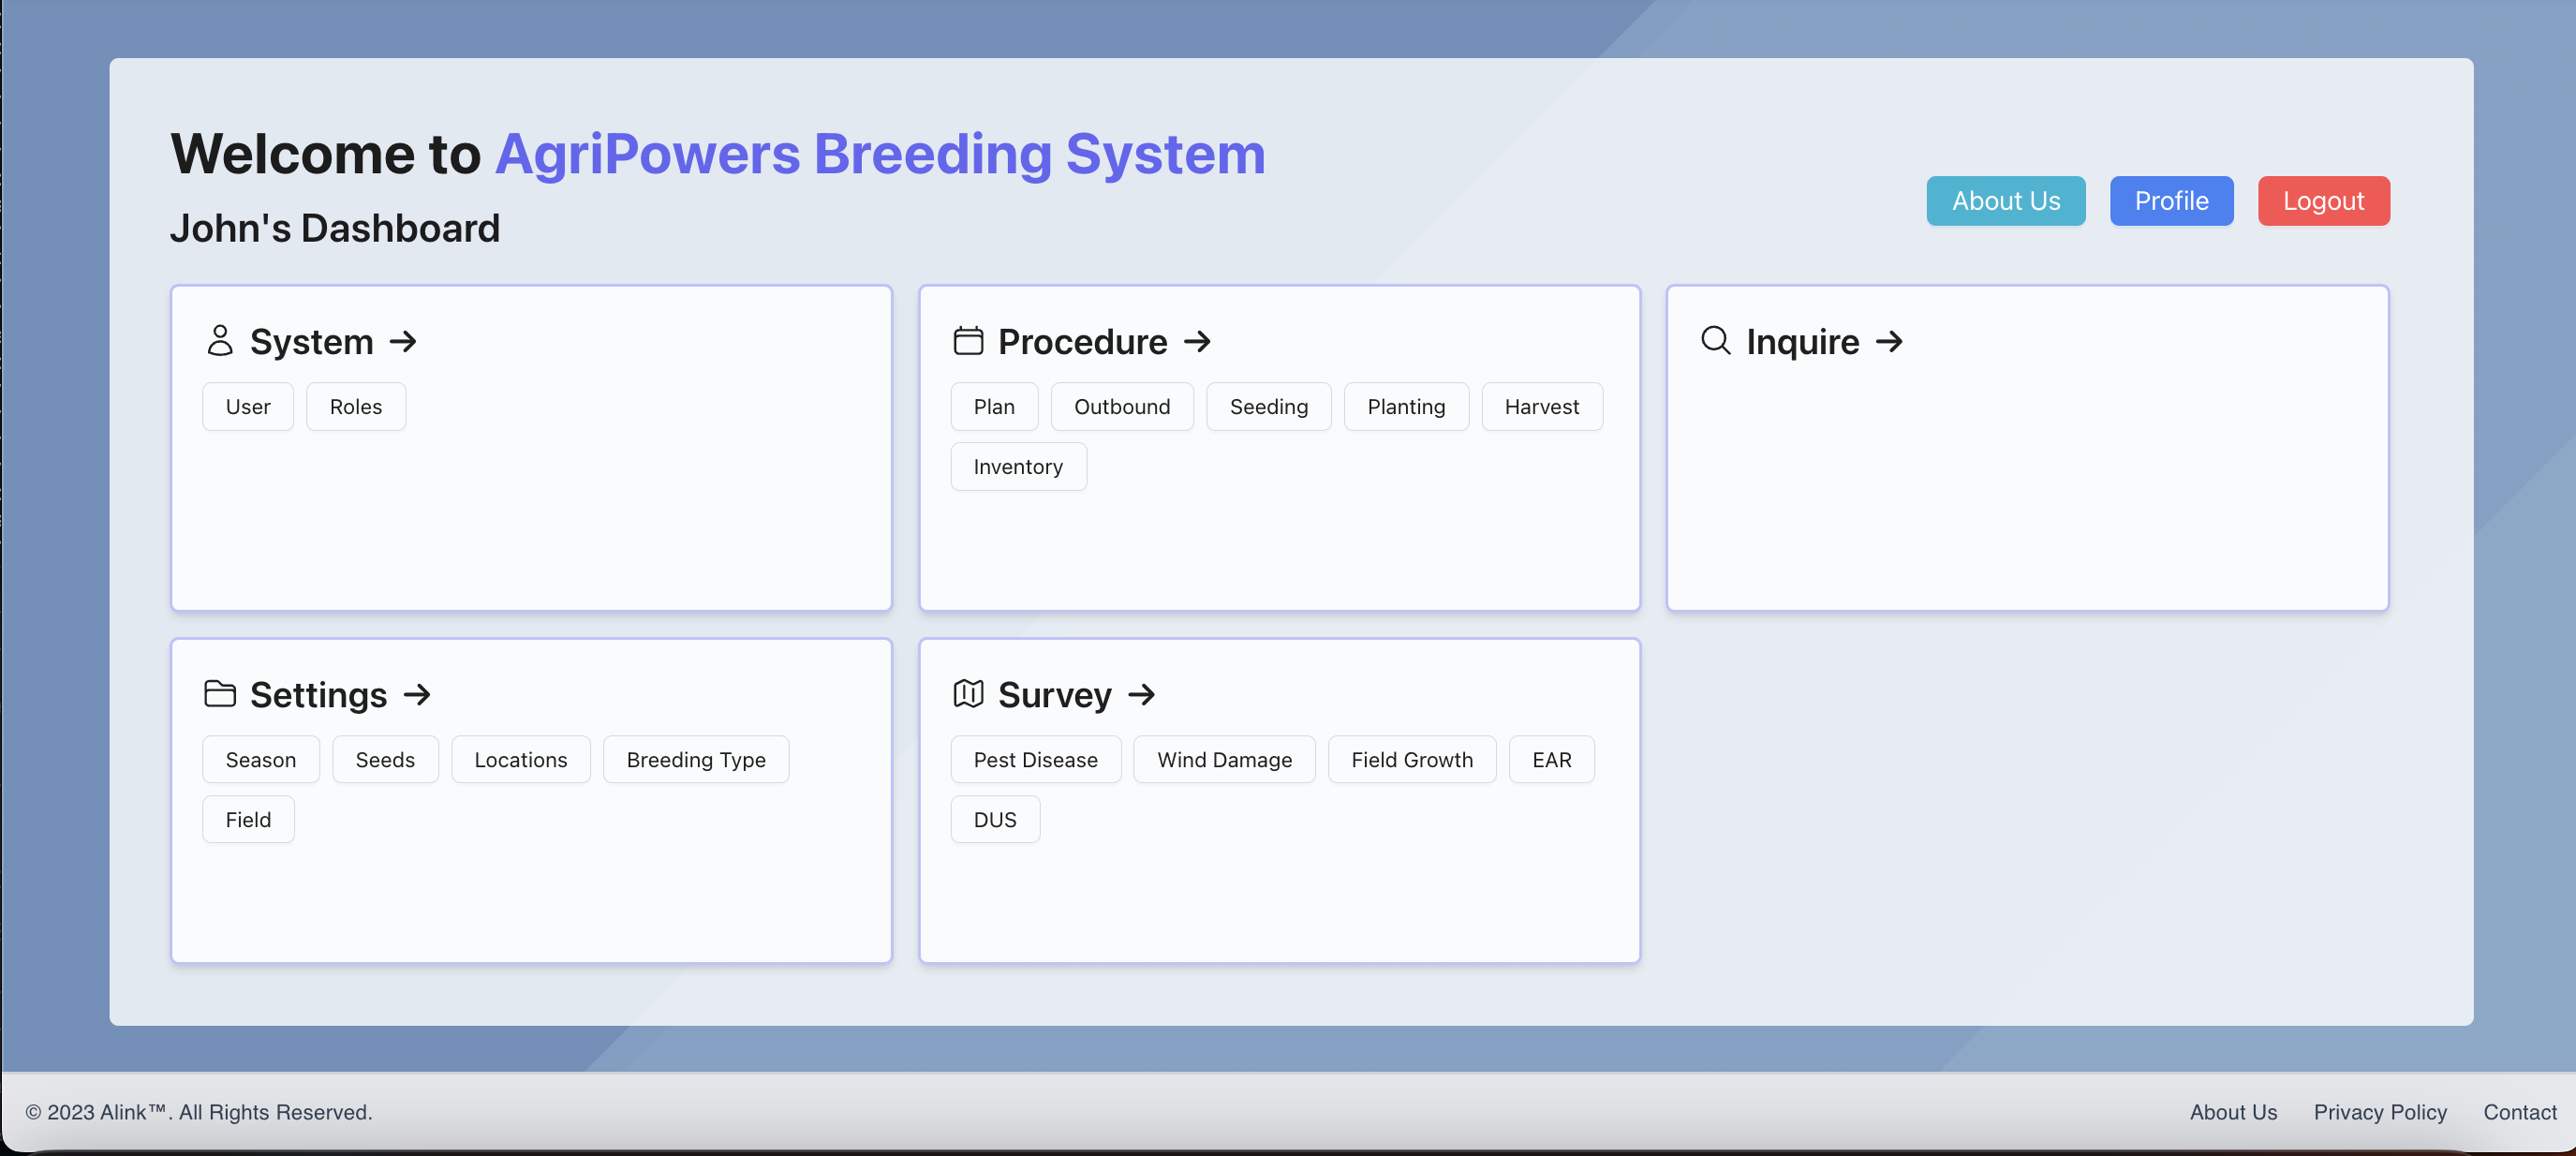 Welcome to AgriPowers Breeding System
John's Dashboard
About Us
Profile
Logout
System →
User
Roles
Procedure →
Plan
Outbound
Seeding
Planting
Harvest
Inventory
Inquire →
Settings →
Season
Seeds
Locations
Breeding Type
Field
Survey →
Pest Disease
Wind Damage
Field Growth
EAR
DUS
© 2023 Alink™. All Rights Reserved.
About Us
Privacy Policy
Contact